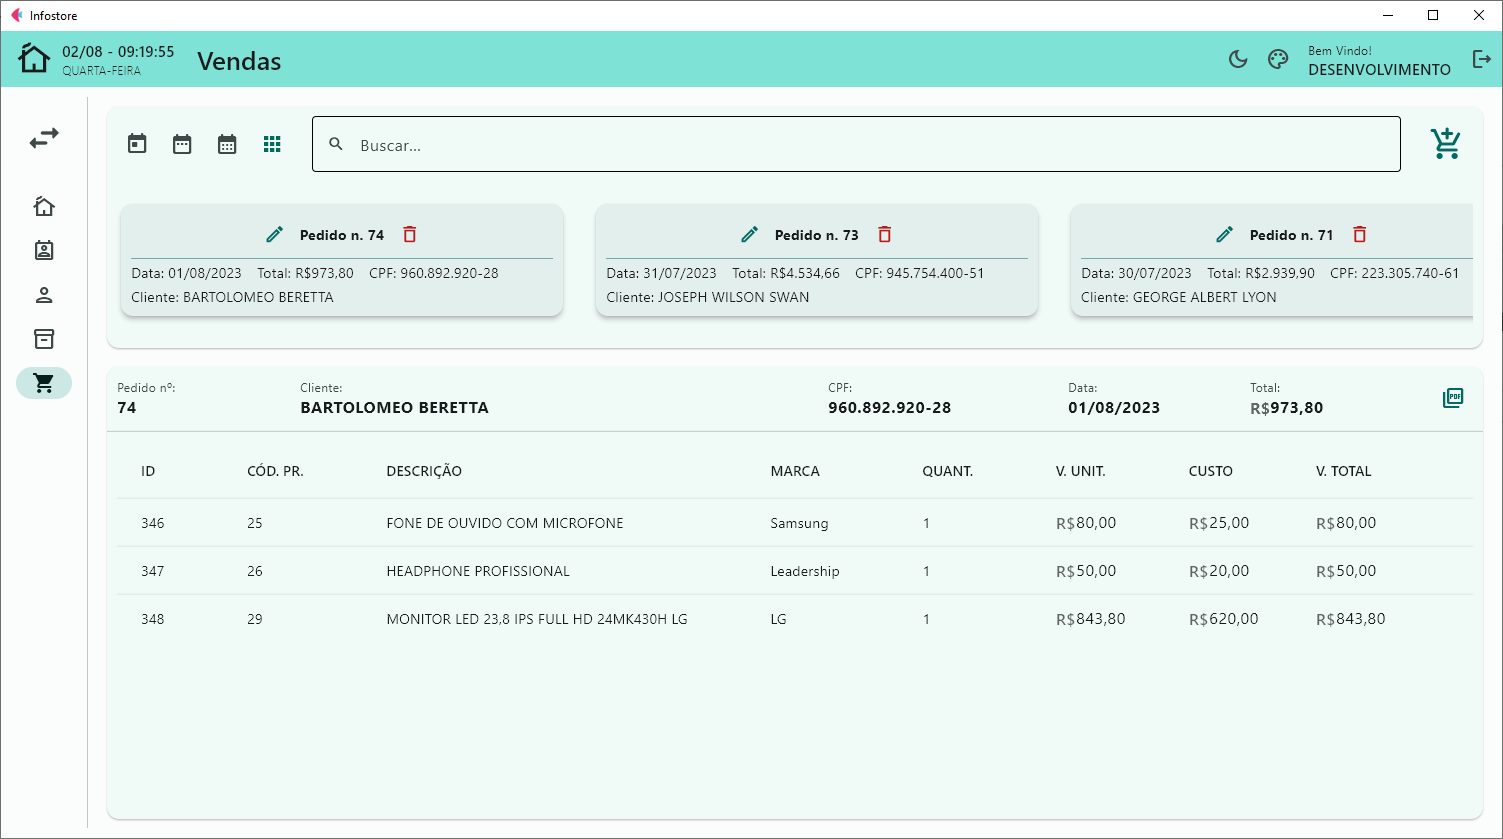 Infostore
02/08 - 09:19:55
QUARTA-FEIRA
Vendas
Bem Vindo!
DESENVOLVIMENTO
Buscar...
Pedido n. 74
Data: 01/08/2023 Total: R$973,80 CPF: 960.892.920-28
Cliente: BARTOLOMEO BERETTA
Pedido n. 73
Data: 31/07/2023 Total: R$4.534,66 CPF: 945.754.400-51
Cliente: JOSEPH WILSON SWAN
Pedido n. 71
Data: 30/07/2023 Total: R$2.939,90 CPF: 223.305.740-61
Cliente: GEORGE ALBERT LYON
Pedido nº: Cliente: CPF: Data: Total:
74 BARTOLOMEO BERETTA 960.892.920-28 01/08/2023 R$973,80
PDF
ID CÓD. PR. DESCRIÇÃO MARCA QUANT. V. UNIT. CUSTO V. TOTAL
346 25 FONE DE OUVIDO COM MICROFONE Samsung 1 R$80,00 R$25,00 R$80,00
347 26 HEADPHONE PROFISSIONAL Leadership 1 R$50,00 R$20,00 R$50,00
348 29 MONITOR LED 23,8 IPS FULL HD 24MK430H LG LG 1 R$843,80 R$620,00 R$843,80